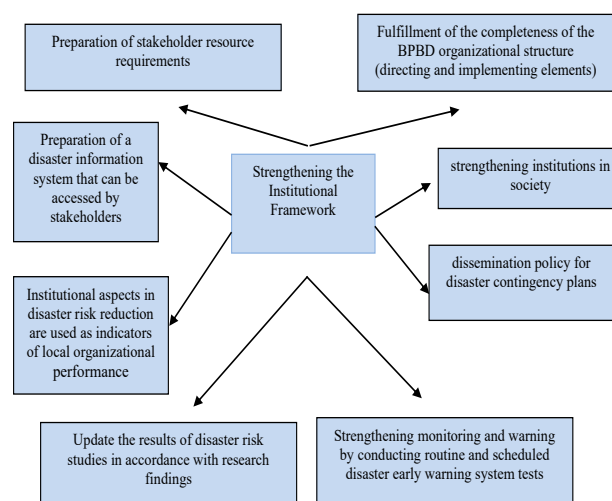 Preparation of stakeholder resource
requirements
Fulfillment of the completeness of the
BPBD organizational structure
(directing and implementing elements)
Preparation of a
disaster information
system that can be
accessed by
stakeholders
Strengthening the
Institutional
Framework
strengthening institutions in
society
dissemination policy for
disaster contingency plans
Institutional aspects in
disaster risk reduction
are used as indicators
of local organizational
performance
Update the results of disaster risk
studies in accordance with research
findings
Strengthening monitoring and warning
by conducting routine and scheduled
disaster early warning system tests